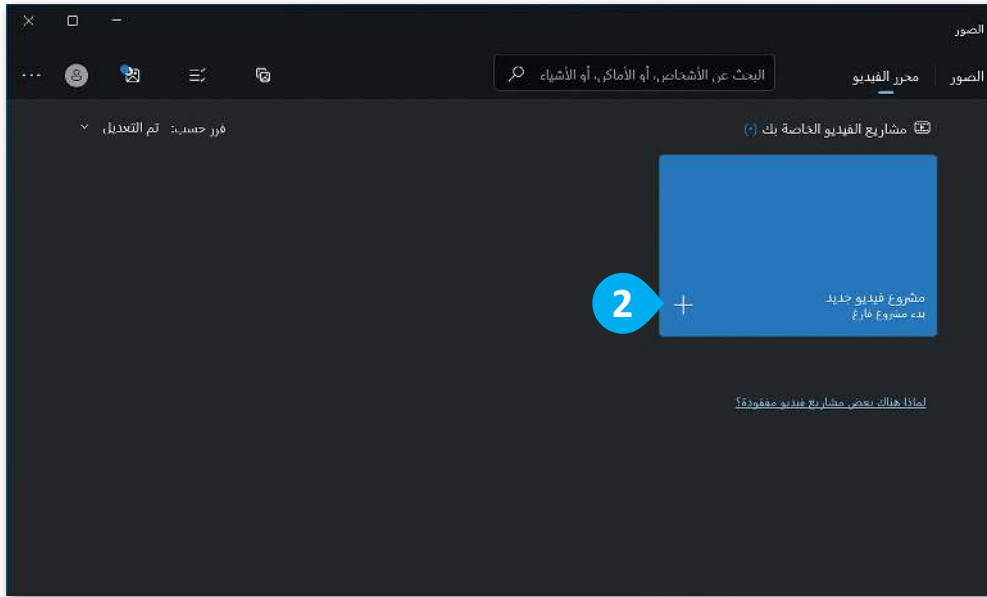 الصور
الصور
محرر الفيديو
البحث عن الأشخاص، أو الأماكن، أو الأشياء
مشاريع الفيديو الخاصة بك (٠)
فرز حسب: تم التعديل
2
مشروع فيديو جديد
بدء مشروع فارغ
لماذا هناك بعض مشاريع فيديو مفقودة؟